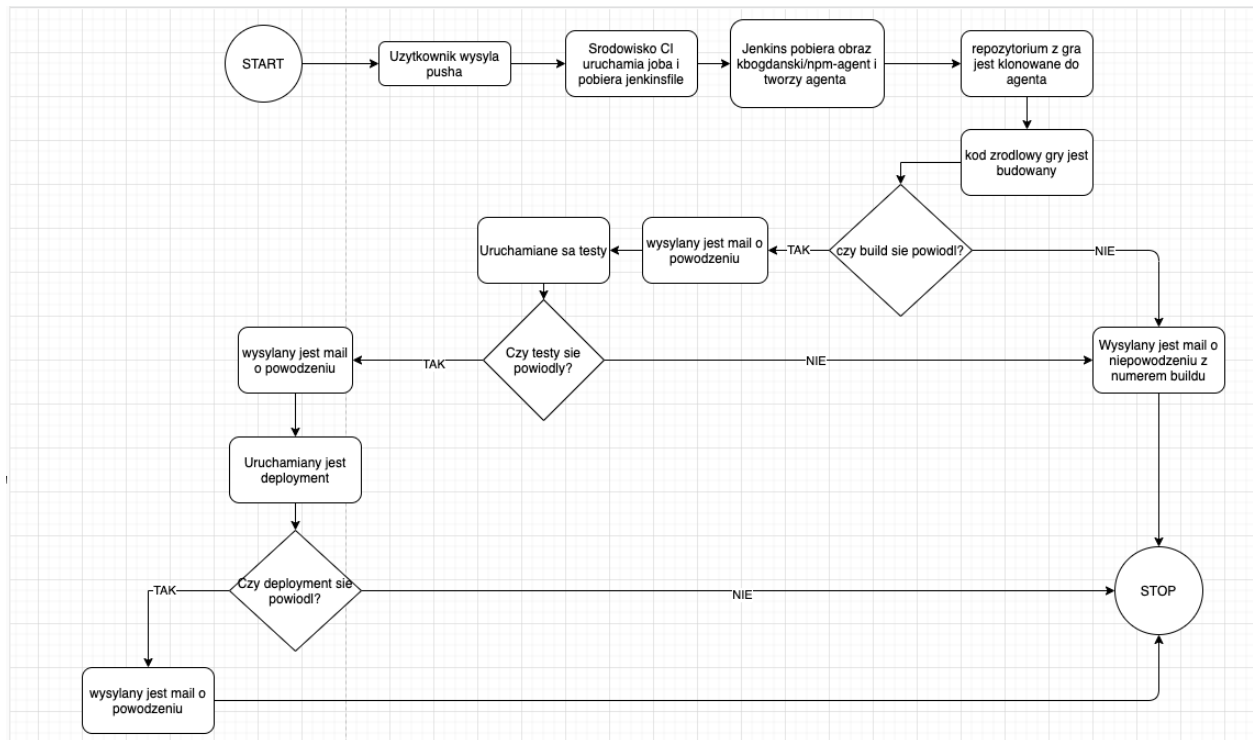 START
Uzytkownik wysyla
pusha
Srodowisko CI
uruchamia joba i
pobiera jenkinsfile
Jenkins pobiera obraz
kbogdanski/npm-agent i
tworzy agenta
repozytorium z gra
jest klonowane do
agenta
kod zrodlowy gry jest
budowany
czy build sie powiodl?
TAK
NIE
wysylany jest mail o
powodzeniu
Uruchamiane sa testy
Czy testy sie
powiodly?
TAK
NIE
Wysylany jest mail o
niepowodzeniu z
numerem buildu
wysylany jest mail
o powodzeniu
Uruchamiany jest
deployment
Czy deployment sie
powiodl?
TAK
NIE
STOP
wysylany jest mail o
powodzeniu